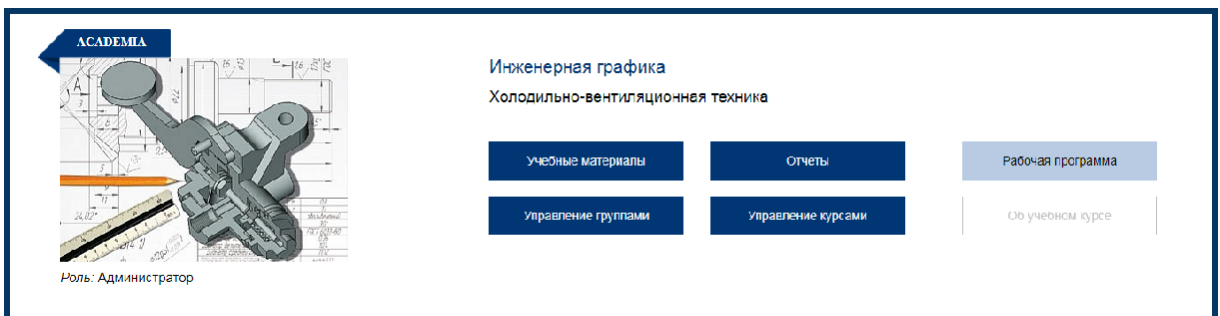 ACADEMIA
Инженерная графика
Холодильно-вентиляционная техника
Учебные материалы
Отчеты
Рабочая программа
Управление группами
Управление курсами
Об учебном курсе
Роль: Администратор